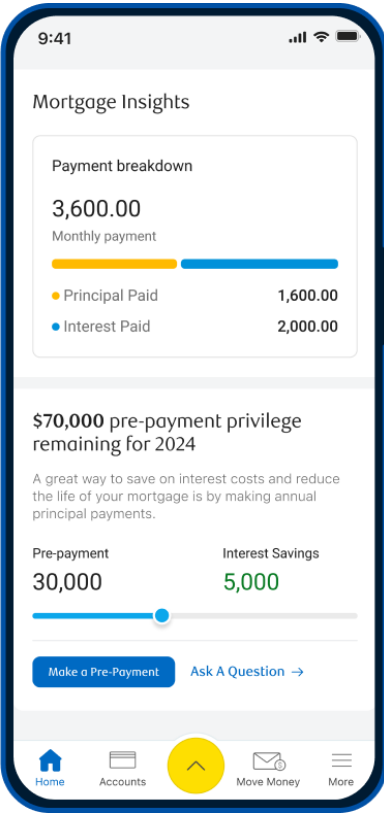 9:41
Mortgage Insights
Payment breakdown
3,600.00
Monthly payment
Principal Paid 1,600.00
Interest Paid 2,000.00
$70,000 pre-payment privilege
remaining for 2024
A great way to save on interest costs and reduce
the life of your mortgage is by making annual
principal payments.
Pre-payment Interest Savings
30,000 5,000
Make a Pre-Payment Ask A Question →
Home Accounts Move Money More